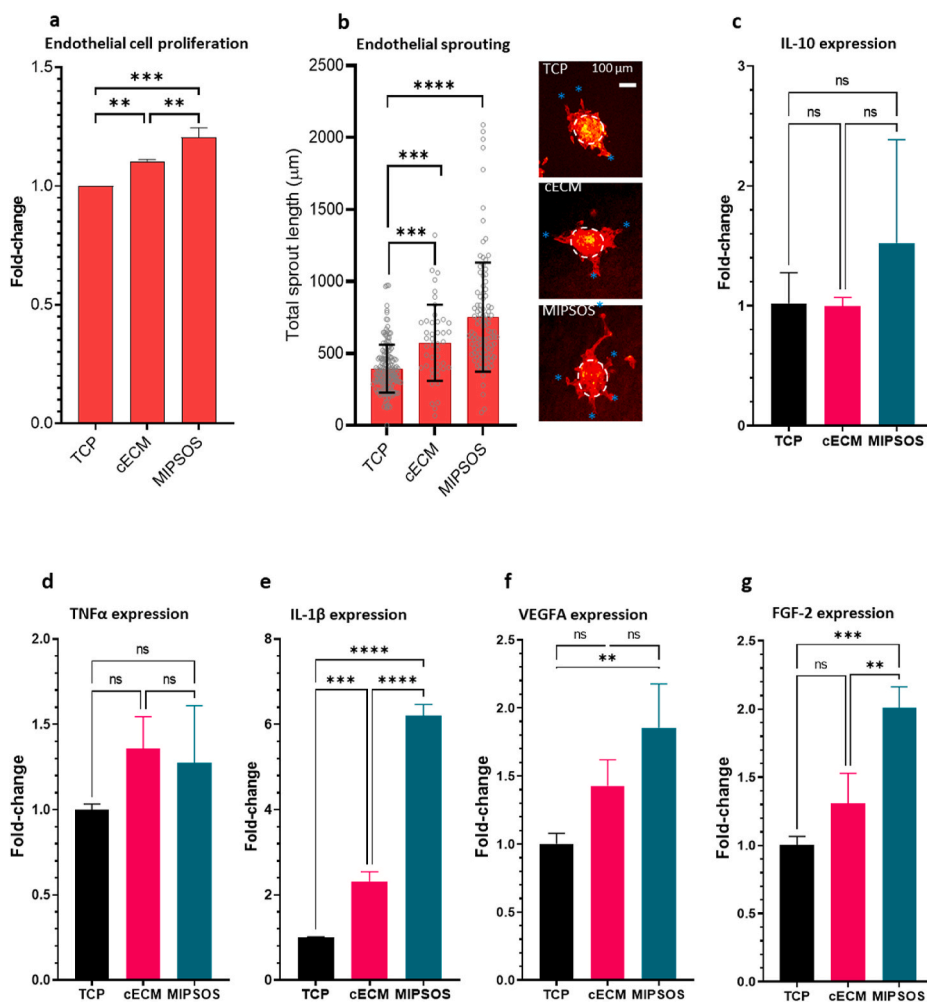 a
Endothelial cell proliferation
Fold-change
1.5
1.0
0.5
0.0
***
** **
TCP cECM MIPSOS
b
Endothelial sprouting
Total sprout length (μm)
2500
2000
1500
1000
500
0
****
***
***
TCP cECM MIPSOS
TCP 100 μm
* *
*
cECM
* *
*
MIPSOS
*
* *
* *
c
IL-10 expression
Fold-change
3
2
1
0
ns
ns ns
TCP cECM MIPSOS
d
TNFα expression
Fold-change
2.0
1.5
1.0
0.5
0.0
ns
ns ns
TCP cECM MIPSOS
e
IL-1β expression
Fold-change
8
6
4
2
0
****
*** ****
TCP cECM MIPSOS
f
VEGFA expression
Fold-change
2.5
2.0
1.5
1.0
0.5
0.0
ns ns
**
TCP cECM MIPSOS
g
FGF-2 expression
Fold-change
2.5
2.0
1.5
1.0
0.5
0.0
***
ns **
TCP cECM MIPSOS